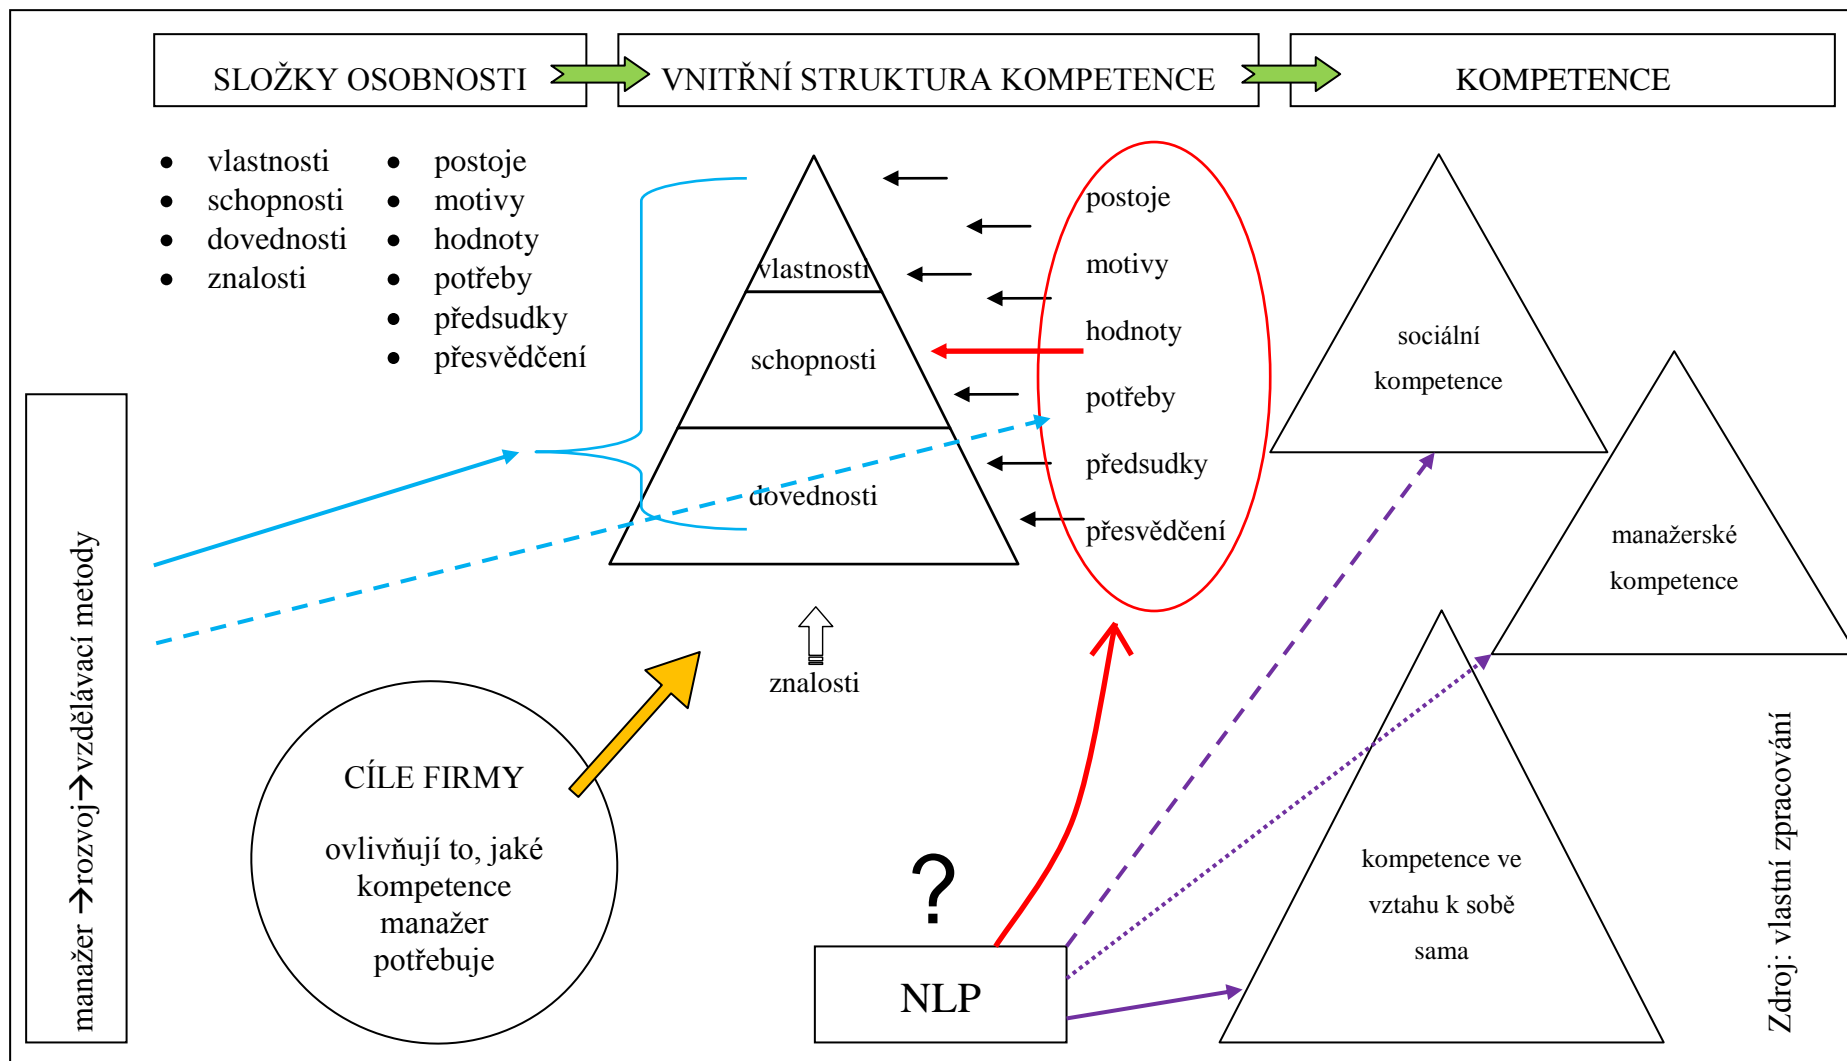 SLOŽKY OSOBNOSTI
VNITŘNÍ STRUKTURA KOMPETENCE
KOMPETENCE
vlastnosti
schopnosti
dovednosti
znalosti
postoje
motivy
hodnoty
potřeby
předsudky
přesvědčení
vlastnosti
schopnosti
dovednosti
znalosti
postoje
motivy
hodnoty
potřeby
předsudky
přesvědčení
sociální
kompetence
manažerské
kompetence
kompetence ve
vztahu k sobě
sama
manažer →rozvoj→vzdělávací metody
CÍLE FIRMY
ovlivňují to, jaké
kompetence
manažer
potřebuje
?
NLP
Zdroj: vlastní zpracování